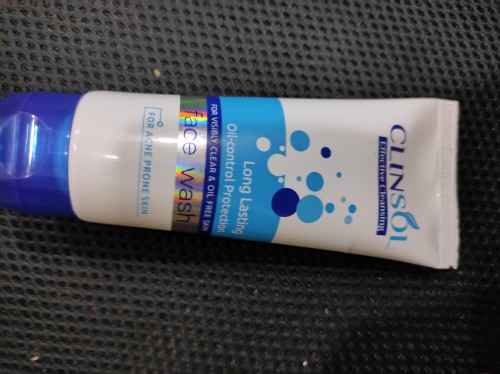 CLINSOL
Effective Cleansing
Long Lasting
Oil-control Protection
FOR VISIBLY CLEAR & OIL FREE SKIN
face wash
FOR ACNE PRONE SKIN